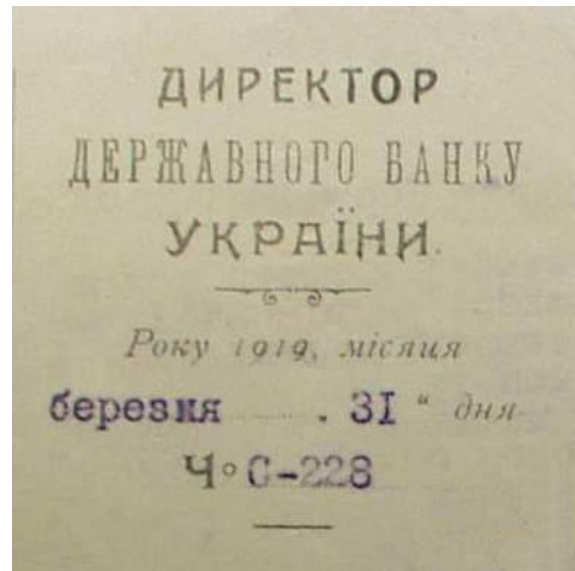 ДИРЕКТОР
ДЕРЖАВНОГО БАНКУ
УКРАЇНИ.
Року 1919, місяця
березня . 31 " дня
Ч° С-228